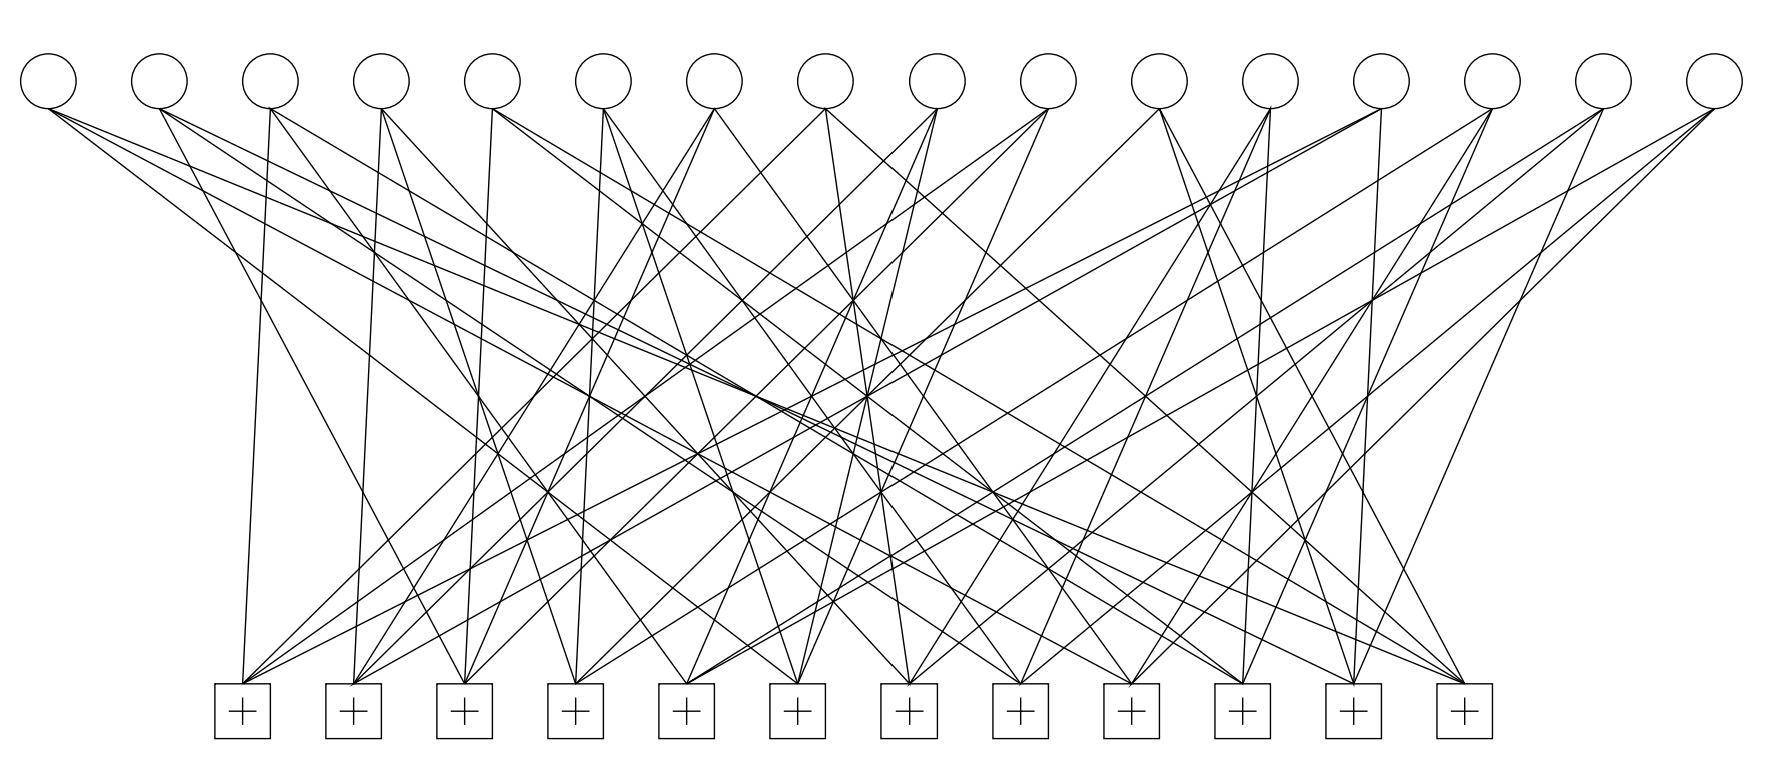 + + + + + + + + + + + +